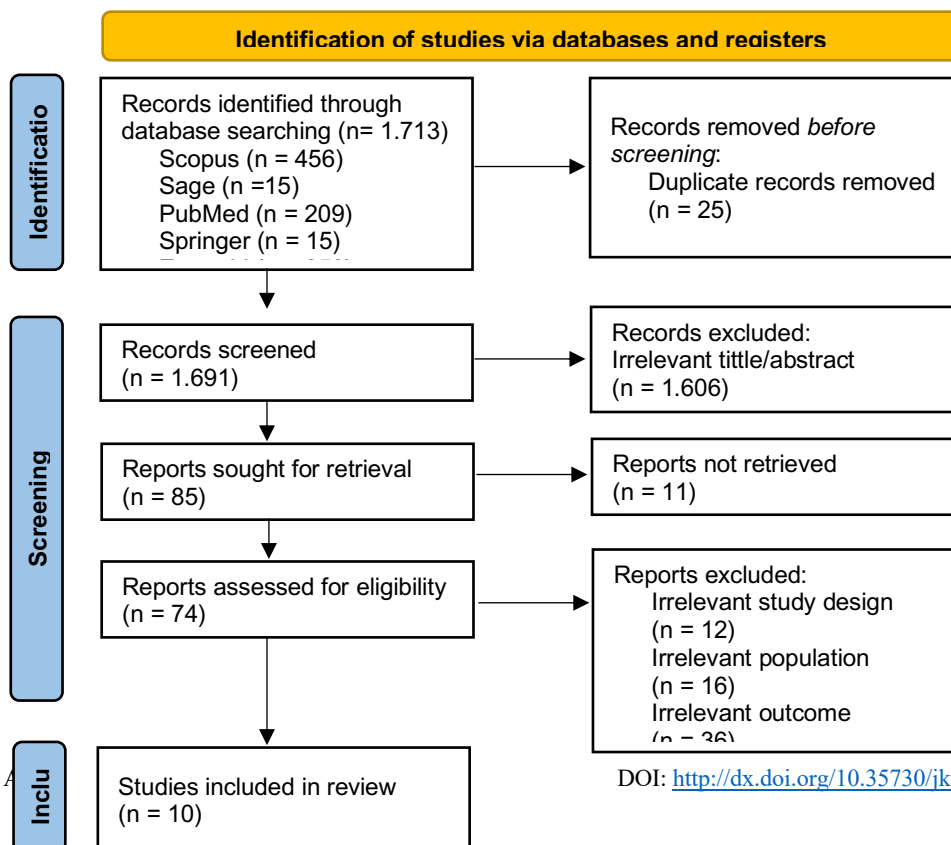 Identification of studies via databases and registers
Identificatio
Records identified through
database searching (n= 1.713)
Scopus (n = 456)
Sage (n =15)
PubMed (n = 209)
Springer (n = 15)
Records removed before
screening:
Duplicate records removed
(n = 25)
Screening
Records screened
(n = 1.691)
Records excluded:
Irrelevant tittle/abstract
(n = 1.606)
Reports sought for retrieval
(n = 85)
Reports not retrieved
(n = 11)
Reports assessed for eligibility
(n = 74)
Reports excluded:
Irrelevant study design
(n = 12)
Irrelevant population
(n = 16)
Irrelevant outcome
(n = 36)
Inclu
Studies included in review
(n = 10)
DOI: http://dx.doi.org/10.35730/jk